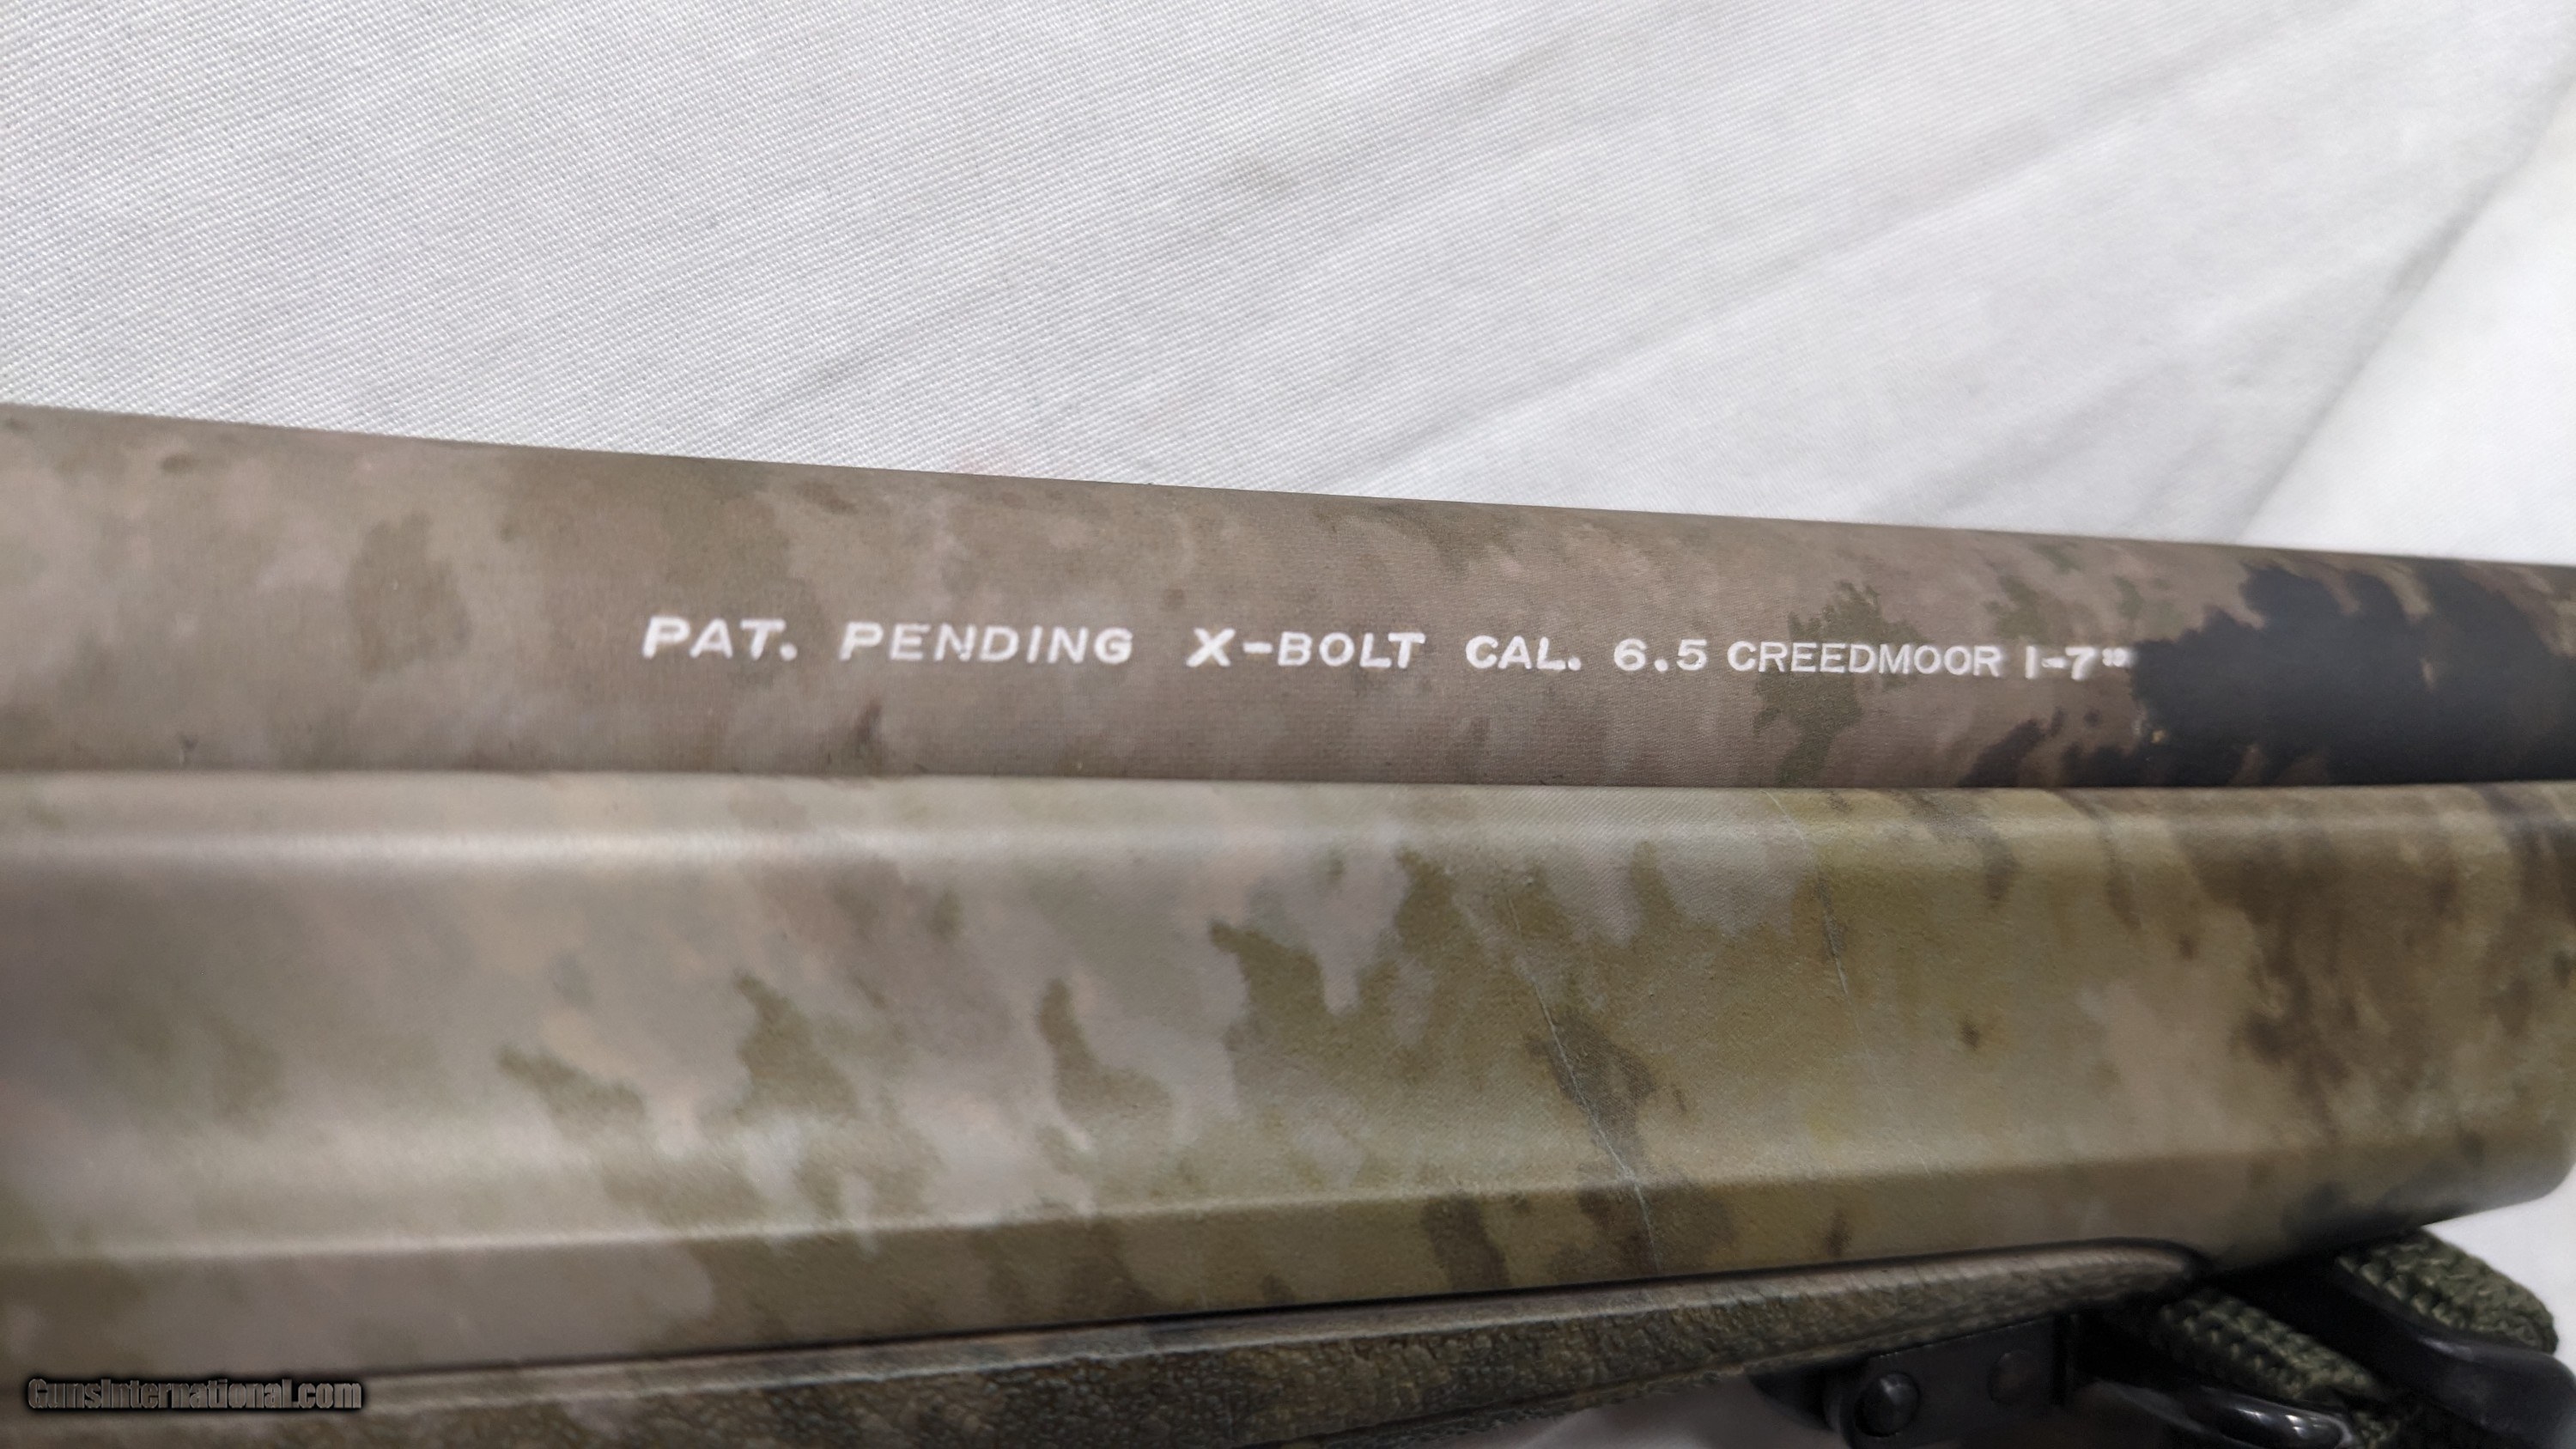 PAT. PENDING X-BOLT CAL. 6.5 CREEDMOOR 1-7"
GunsInternational.com